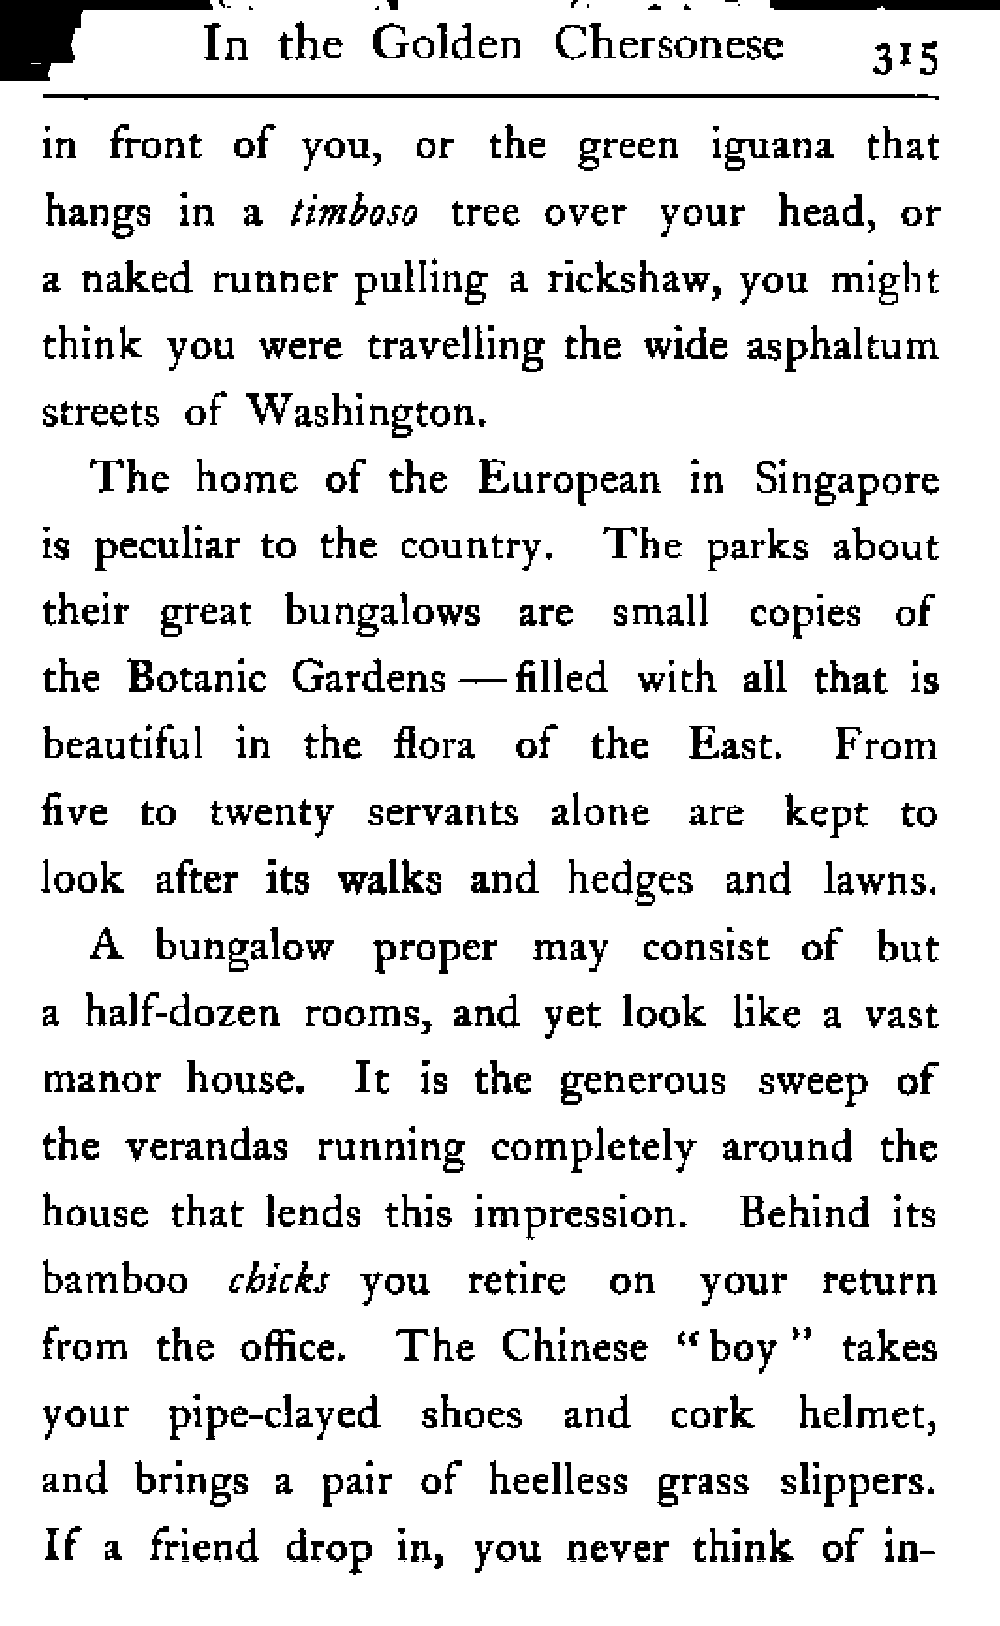 In the Golden Chersonese 315
in front of you, or the green iguana that
hangs in a timboso tree over your head, or
a naked runner pulling a rickshaw, you might
think you were travelling the wide asphaltum
streets of Washington.
The home of the European in Singapore
is peculiar to the country. The parks about
their great bungalows are small copies of
the Botanic Gardens — filled with all that is
beautiful in the flora of the East. From
five to twenty servants alone are kept to
look after its walks and hedges and lawns.
A bungalow proper may consist of but
a half-dozen rooms, and yet look like a vast
manor house. It is the generous sweep of
the verandas running completely around the
house that lends this impression. Behind its
bamboo chicks you retire on your return
from the office. The Chinese “boy” takes
your pipe-clayed shoes and cork helmet,
and brings a pair of heelless grass slippers.
If a friend drop in, you never think of in-